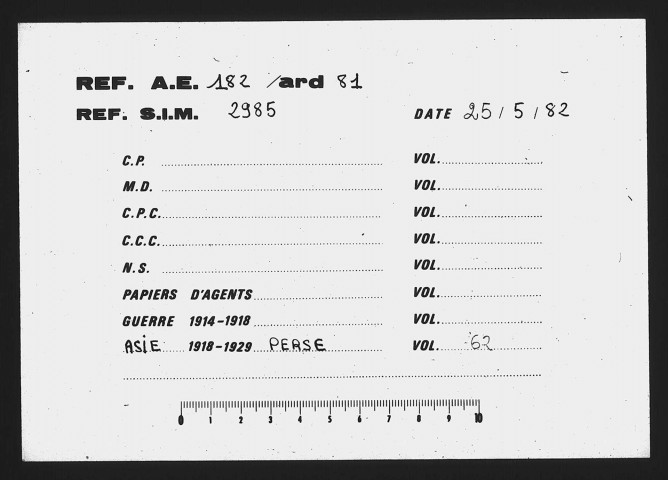 REF. A.E. 182 /ard 81
REF. S.I.M. 2985 DATE 25 / 5 / 82
C.P. VOL.
M.D. VOL.
C.P.C. VOL.
C.C.C. VOL.
N.S. VOL.
PAPIERS D'AGENTS VOL.
GUERRE 1914-1918 VOL.
ASIE 1918-1929 PERSE VOL. 62
0 1 2 3 4 5 6 7 8 9 10